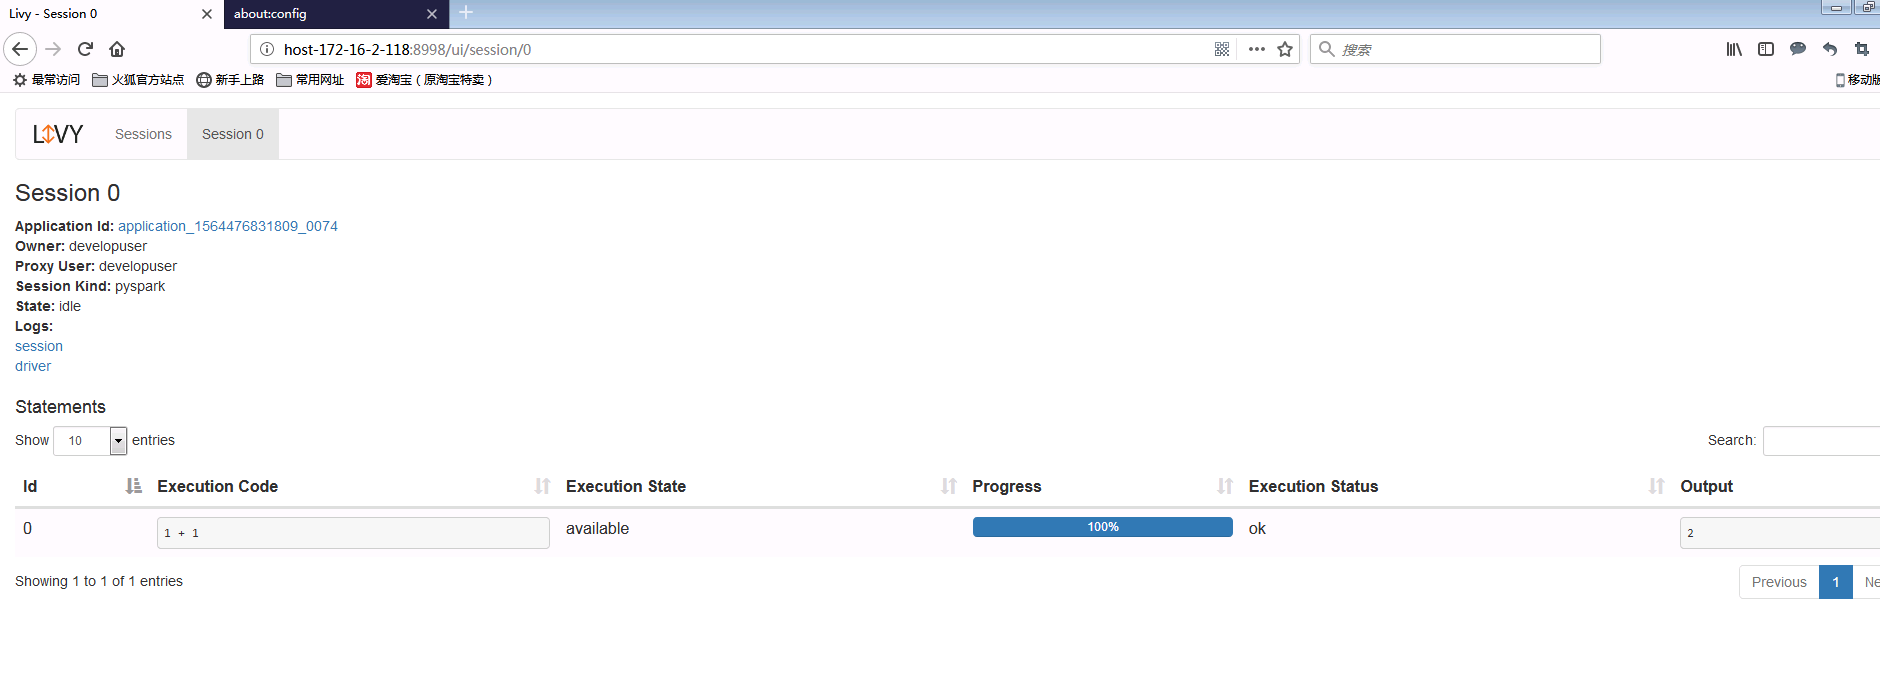 Livy - Session 0
about:config
host-172-16-2-118:8998/ui/session/0
搜索
最常访问 火狐官方站点 新手上路 常用网址 淘 爱淘宝（原淘宝特卖） 移动版
LIVY Sessions Session 0
Session 0
Application Id: application_1564476831809_0074
Owner: developuser
Proxy User: developuser
Session Kind: pyspark
State: idle
Logs:
session
driver
Statements
Show 10 entries Search:
Id Execution Code Execution State Progress Execution Status Output
0 1 + 1 available 100% ok 2
Showing 1 to 1 of 1 entries Previous 1 Ne